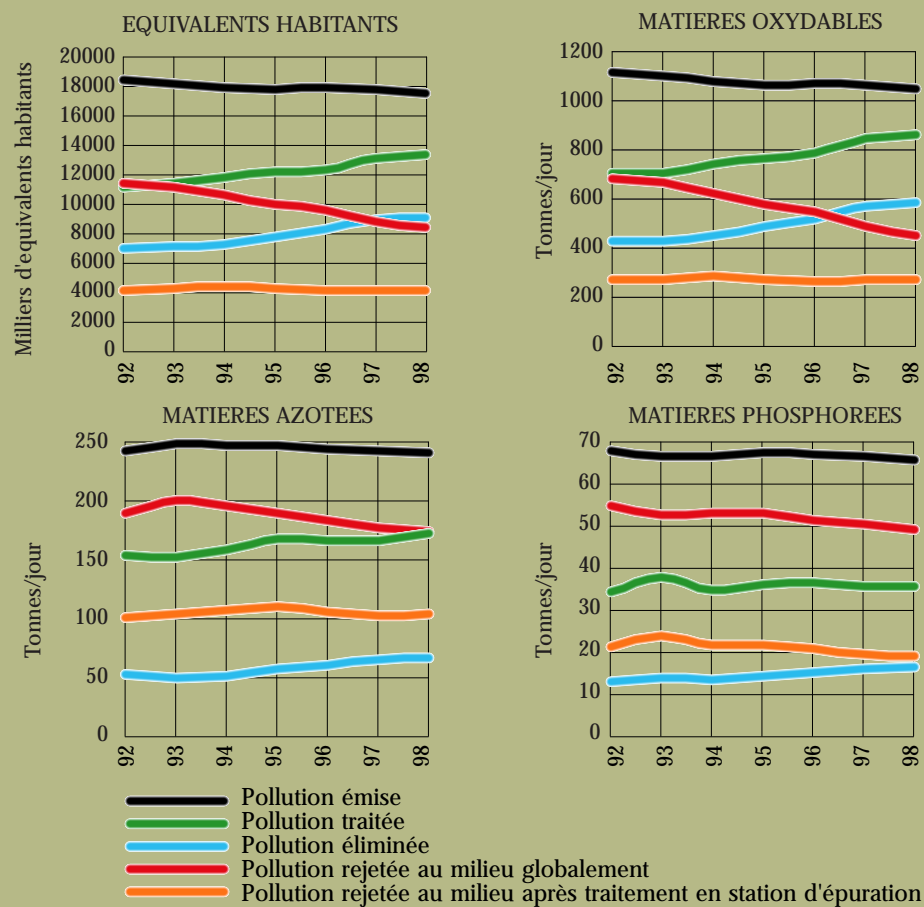 EQUIVALENTS HABITANTS
Milliers d'equivalents habitants
20000
18000
16000
14000
12000
10000
8000
6000
4000
2000
0
92 93 94 95 96 97 98
MATIERES OXYDABLES
Tonnes/jour
1200
1000
800
600
400
200
0
92 93 94 95 96 97 98
MATIERES AZOTEES
Tonnes/jour
250
200
150
100
50
0
92 93 94 95 96 97 98
MATIERES PHOSPHOREES
Tonnes/jour
70
60
50
40
30
20
10
0
92 93 94 95 96 97 98
Pollution émise
Pollution traitée
Pollution éliminée
Pollution rejetée au milieu globalement
Pollution rejetée au milieu après traitement en station d'épuration